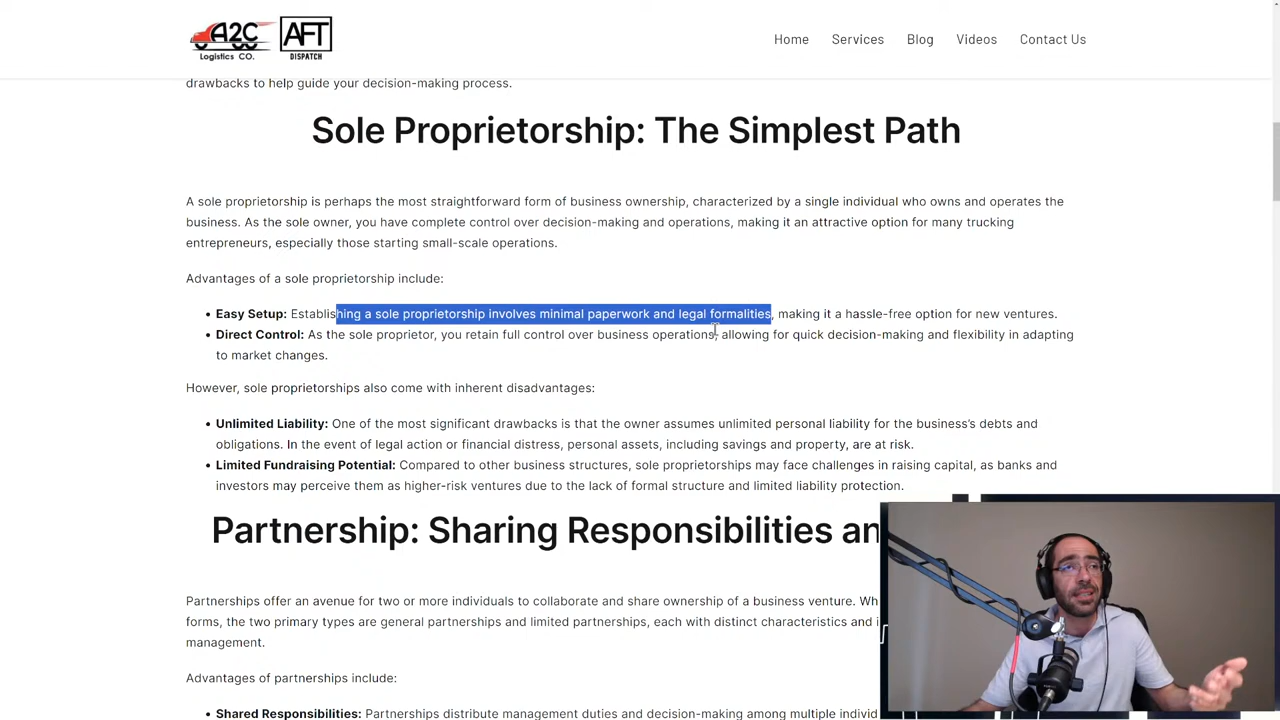 A2C
Logistics CO.
AFT
DISPATCH
Home Services Blog Videos Contact Us
drawbacks to help guide your decision-making process.
Sole Proprietorship: The Simplest Path
A sole proprietorship is perhaps the most straightforward form of business ownership, characterized by a single individual who owns and operates the
business. As the sole owner, you have complete control over decision-making and operations, making it an attractive option for many trucking
entrepreneurs, especially those starting small-scale operations.
Advantages of a sole proprietorship include:
• Easy Setup: Establishing a sole proprietorship involves minimal paperwork and legal formalities, making it a hassle-free option for new ventures.
• Direct Control: As the sole proprietor, you retain full control over business operations, allowing for quick decision-making and flexibility in adapting
to market changes.
However, sole proprietorships also come with inherent disadvantages:
• Unlimited Liability: One of the most significant drawbacks is that the owner assumes unlimited personal liability for the business's debts and
obligations. In the event of legal action or financial distress, personal assets, including savings and property, are at risk.
• Limited Fundraising Potential: Compared to other business structures, sole proprietorships may face challenges in raising capital, as banks and
investors may perceive them as higher-risk ventures due to the lack of formal structure and limited liability protection.
Partnership: Sharing Responsibilities an
Partnerships offer an avenue for two or more individuals to collaborate and share ownership of a business venture. Wh
forms, the two primary types are general partnerships and limited partnerships, each with distinct characteristics and i
management.
Advantages of partnerships include:
• Shared Responsibilities: Partnerships distribute management duties and decision-making among multiple individ